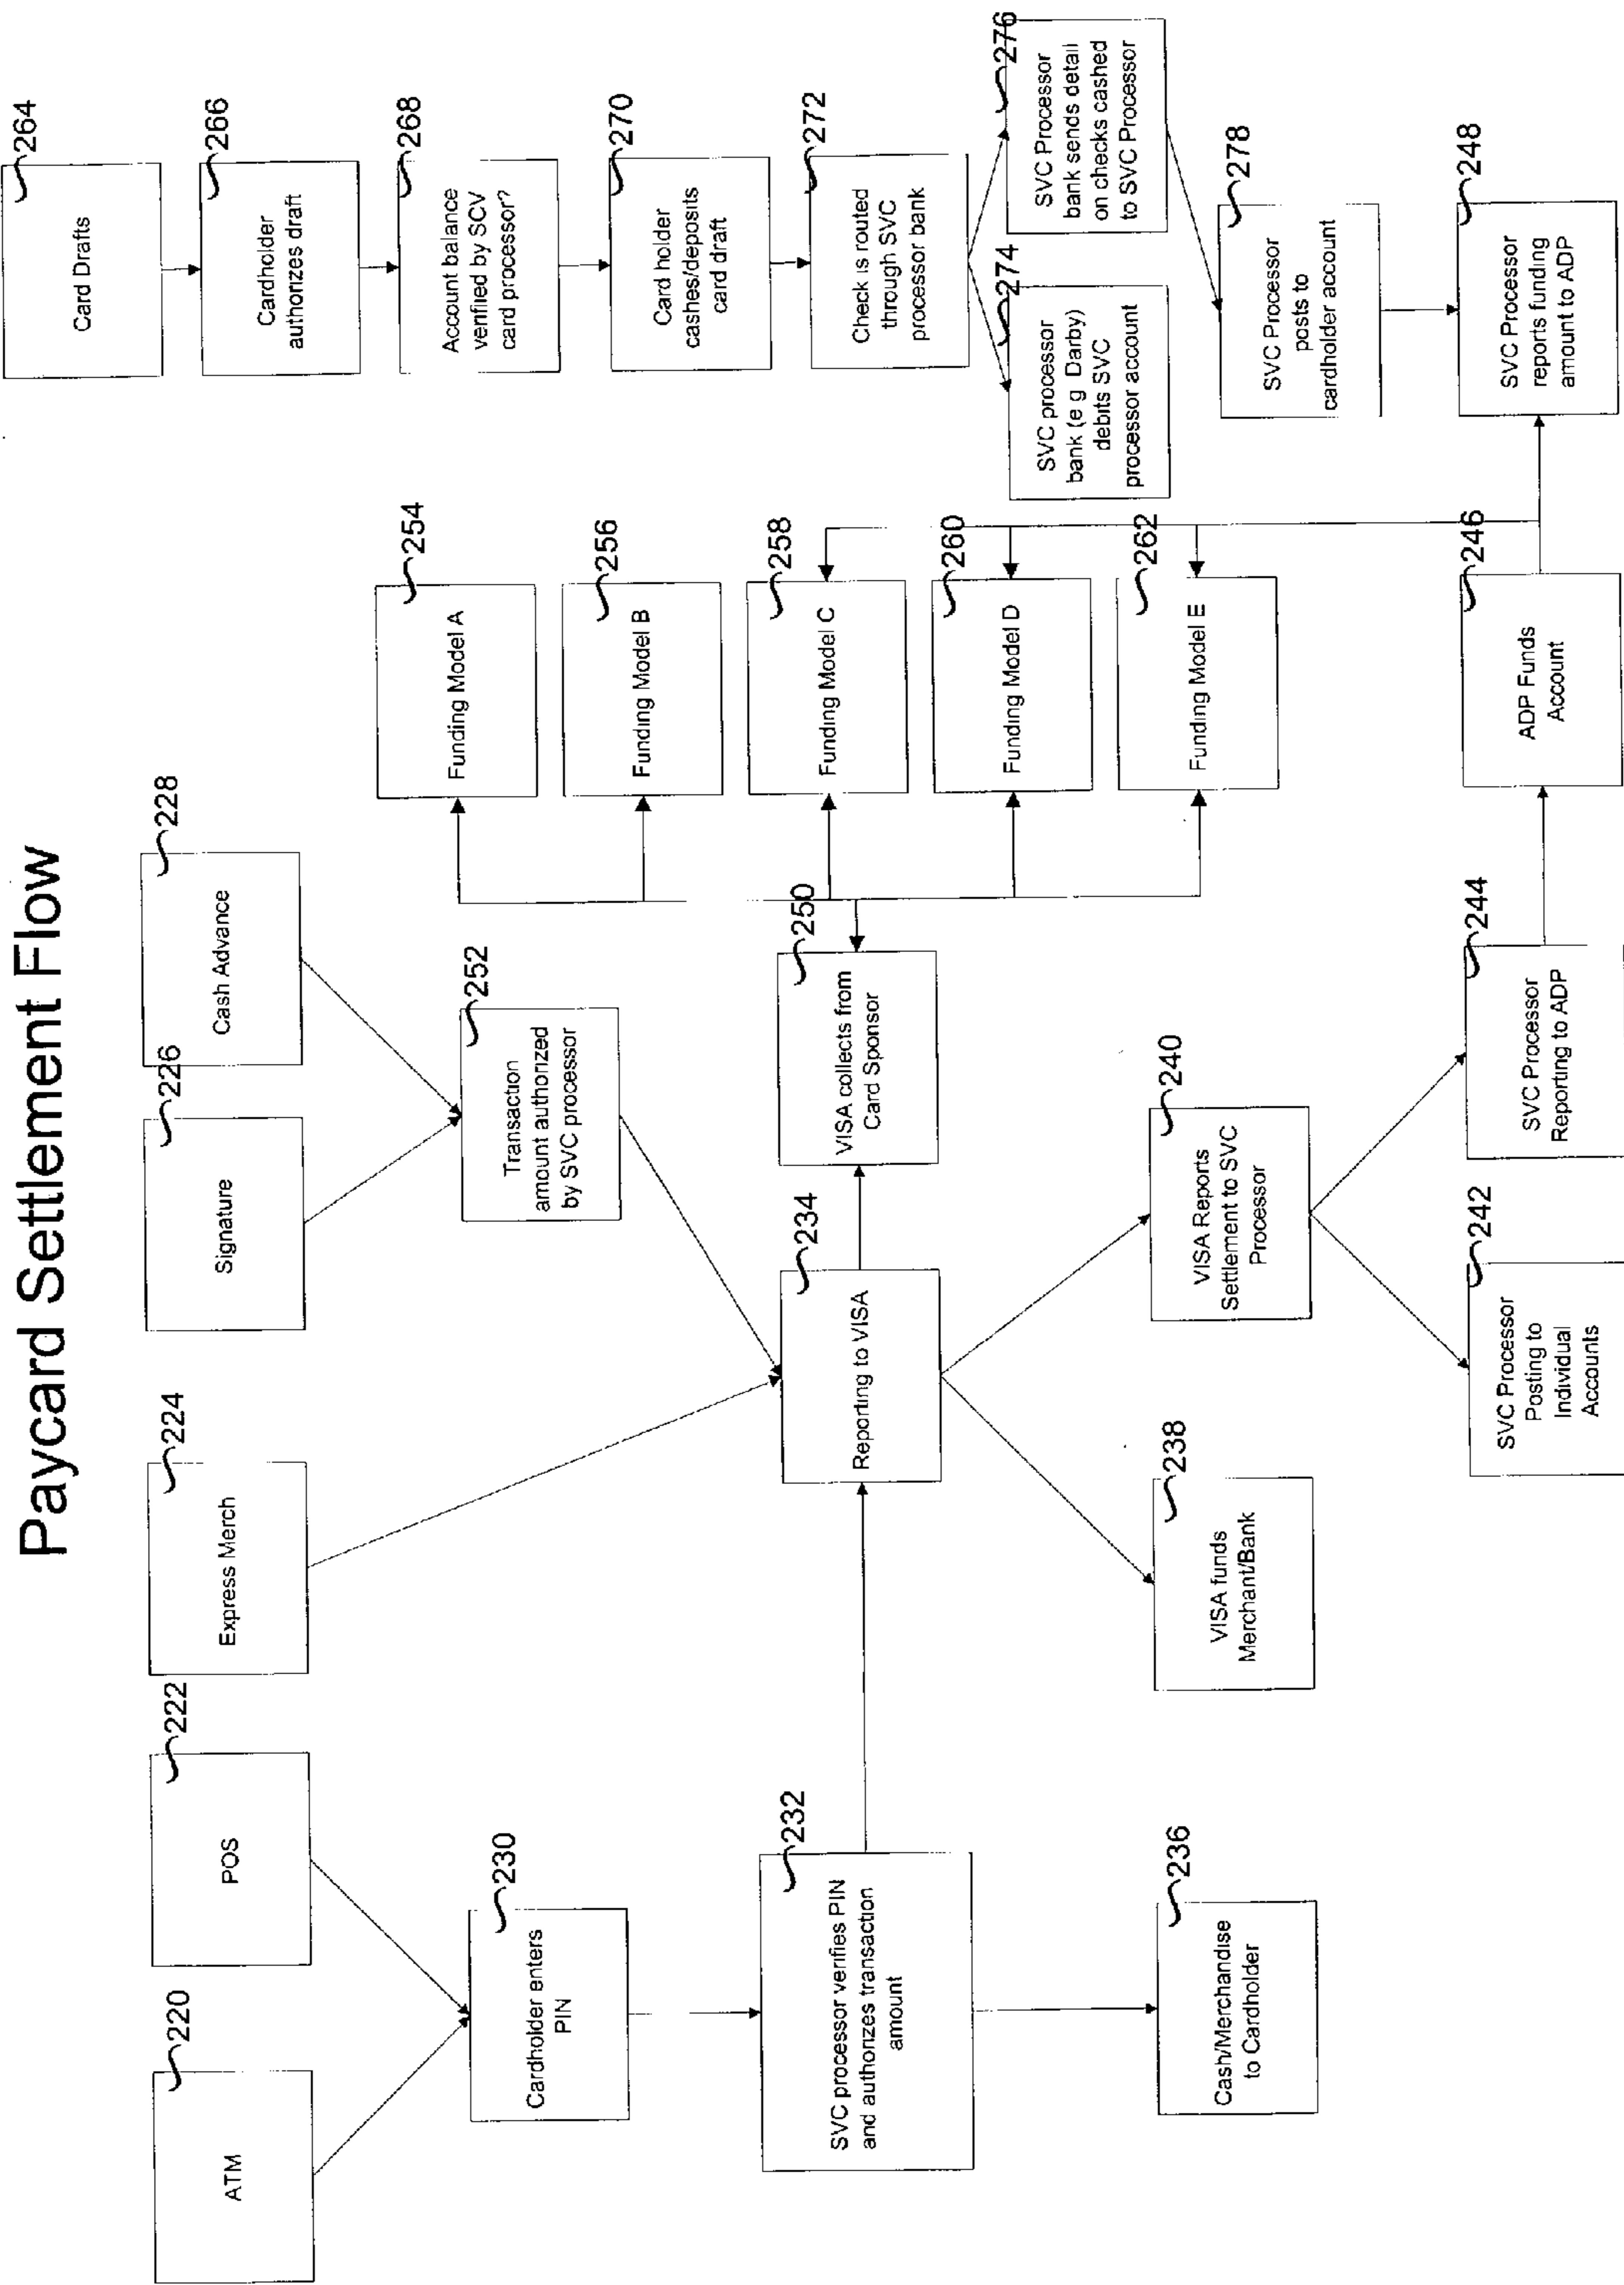 Paycard Settlement Flow
220
ATM
222
POS
224
Express Merch
226
Signature
228
Cash Advance
230
Cardholder enters
PIN
232
SVC processor verifies PIN
and authorizes transaction
amount
236
Cash/Merchandise
to Cardholder
252
Transaction
amount authorized
by SVC processor
234
Reporting to VISA
250
VISA collects from
Card Sponsor
238
VISA funds
Merchant/Bank
240
VISA Reports
Settlement to SVC
Processor
242
SVC Processor
Posting to
Individual
Accounts
244
SVC Processor
Reporting to ADP
246
ADP Funds
Account
254
Funding Model A
256
Funding Model B
258
Funding Model C
260
Funding Model D
262
Funding Model E
264
Card Drafts
266
Cardholder
authorizes draft
268
Account balance
verified by SCV
card processor?
270
Card holder
cashes/deposits
card draft
272
Check is routed
through SVC
processor bank
274
SVC processor
bank (e g Darby)
debits SVC
processor account
276
SVC Processor
bank sends detail
on checks cashed
to SVC Processor
278
SVC Processor
posts to
cardholder account
248
SVC Processor
reports funding
amount to ADP